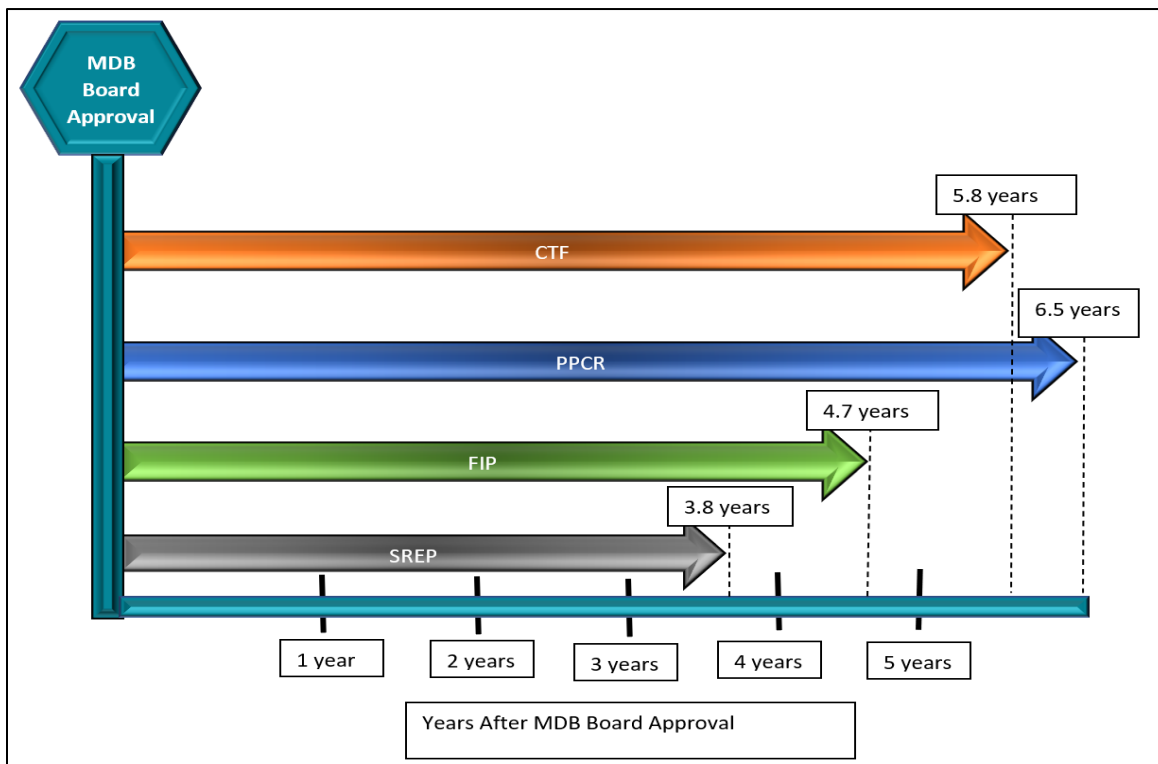 MDB
Board
Approval
5.8 years
CTF
6.5 years
PPCR
4.7 years
FIP
3.8 years
SREP
1 year
2 years
3 years
4 years
5 years
Years After MDB Board Approval